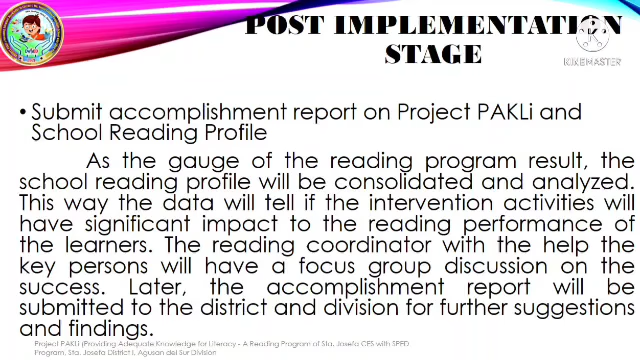 POST IMPLEMENTATION
STAGE
KINEMASTER
• Submit accomplishment report on Project PAKLi and
School Reading Profile
As the gauge of the reading program result, the
school reading profile will be consolidated and analyzed.
This way the data will tell if the intervention activities will
have significant impact to the reading performance of
the learners. The reading coordinator with the help the
key persons will have a focus group discussion on the
success. Later, the accomplishment report will be
submitted to the district and division for further suggestions
and findings.
Project PAKLi (Providing Adequate Knowledge for Literacy - A Reading Program of Sta. Josefa CES with SPED
Program, Sta. Josefa District I, Agusan del Sur Division